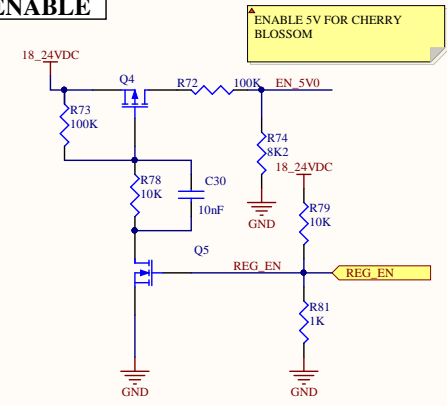 ENABLE
ENABLE 5V FOR CHERRY
BLOSSOM
18_24VDC
Q4
R72
100K
EN_5V0
R73
100K
R74
8K2
18_24VDC
R78
10K
C30
10nF
GND
R79
10K
Q5
REG_EN
REG_EN
R81
1K
GND
GND